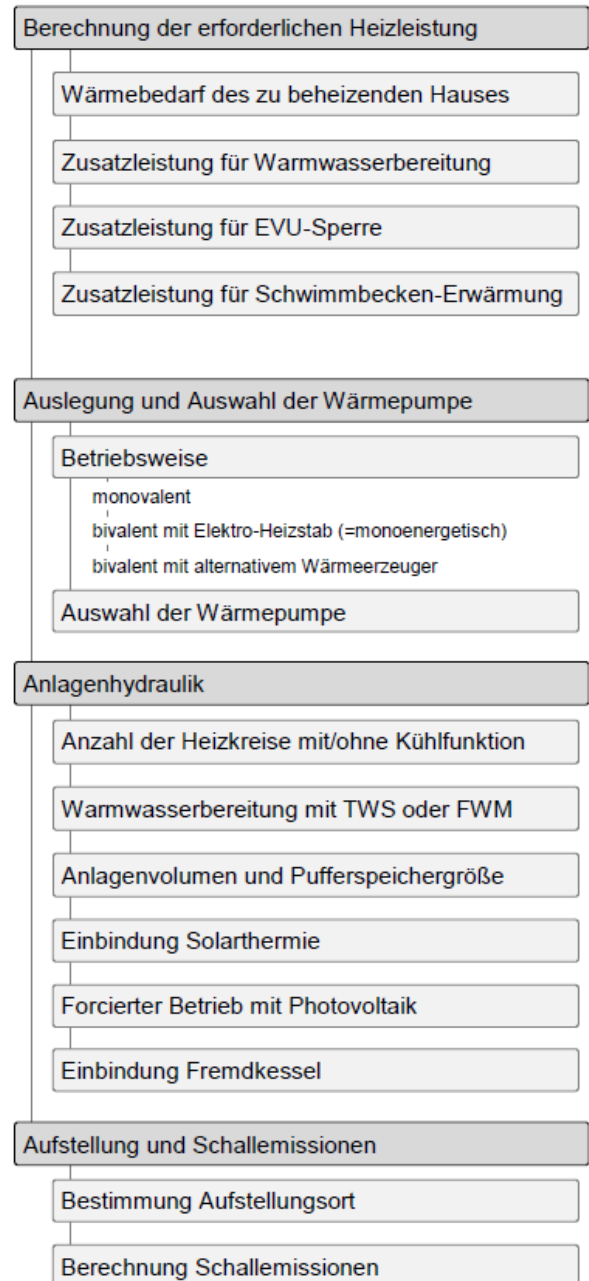 Berechnung der erforderlichen Heizleistung
Wärmebedarf des zu beheizenden Hauses
Zusatzleistung für Warmwasserbereitung
Zusatzleistung für EVU-Sperre
Zusatzleistung für Schwimmbecken-Erwärmung
Auslegung und Auswahl der Wärmepumpe
Betriebsweise
monovalent
bivalent mit Elektro-Heizstab (=monoenergetisch)
bivalent mit alternativem Wärmeerzeuger
Auswahl der Wärmepumpe
Anlagenhydraulik
Anzahl der Heizkreise mit/ohne Kühlfunktion
Warmwasserbereitung mit TWS oder FWM
Anlagenvolumen und Pufferspeichergröße
Einbindung Solarthermie
Forcierter Betrieb mit Photovoltaik
Einbindung Fremdkessel
Aufstellung und Schallemissionen
Bestimmung Aufstellungsort
Berechnung Schallemissionen